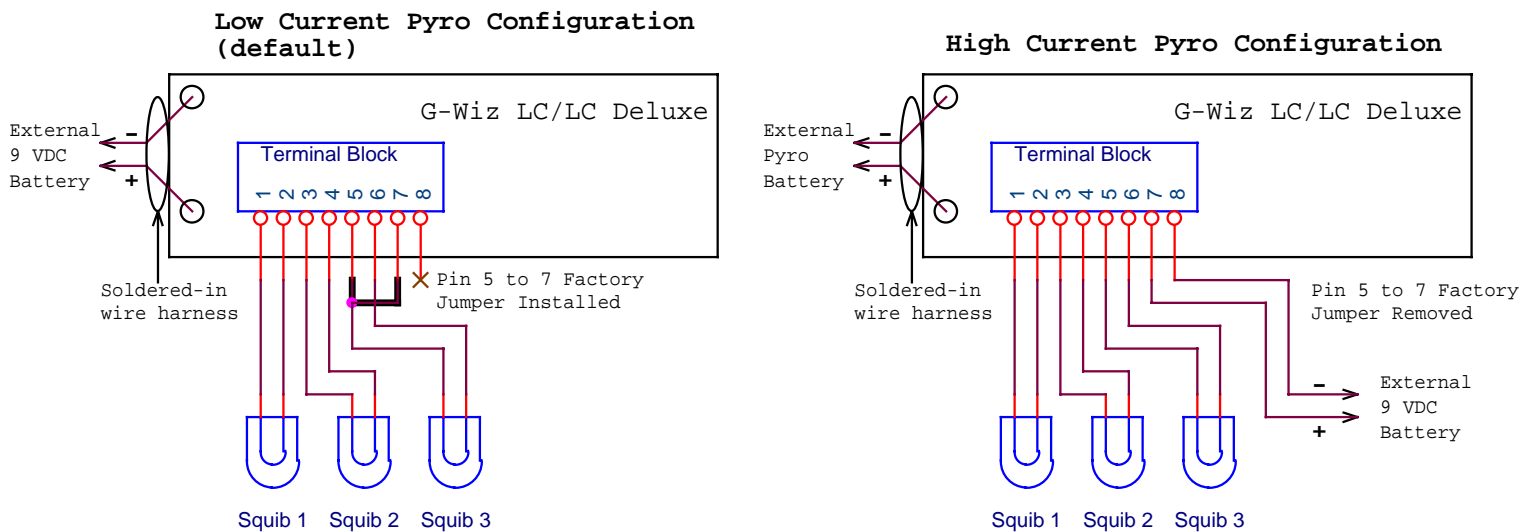 Low Current Pyro Configuration
(default)
G-Wiz LC/LC Deluxe
External
9 VDC
Battery
-
+
Terminal Block
1 2 3 4 5 6 7 8
Soldered-in
wire harness
Pin 5 to 7 Factory
Jumper Installed
Squib 1 Squib 2 Squib 3
High Current Pyro Configuration
G-Wiz LC/LC Deluxe
External
Pyro
Battery
-
+
Terminal Block
1 2 3 4 5 6 7 8
Soldered-in
wire harness
Pin 5 to 7 Factory
Jumper Removed
-
+
External
9 VDC
Battery
Squib 1 Squib 2 Squib 3